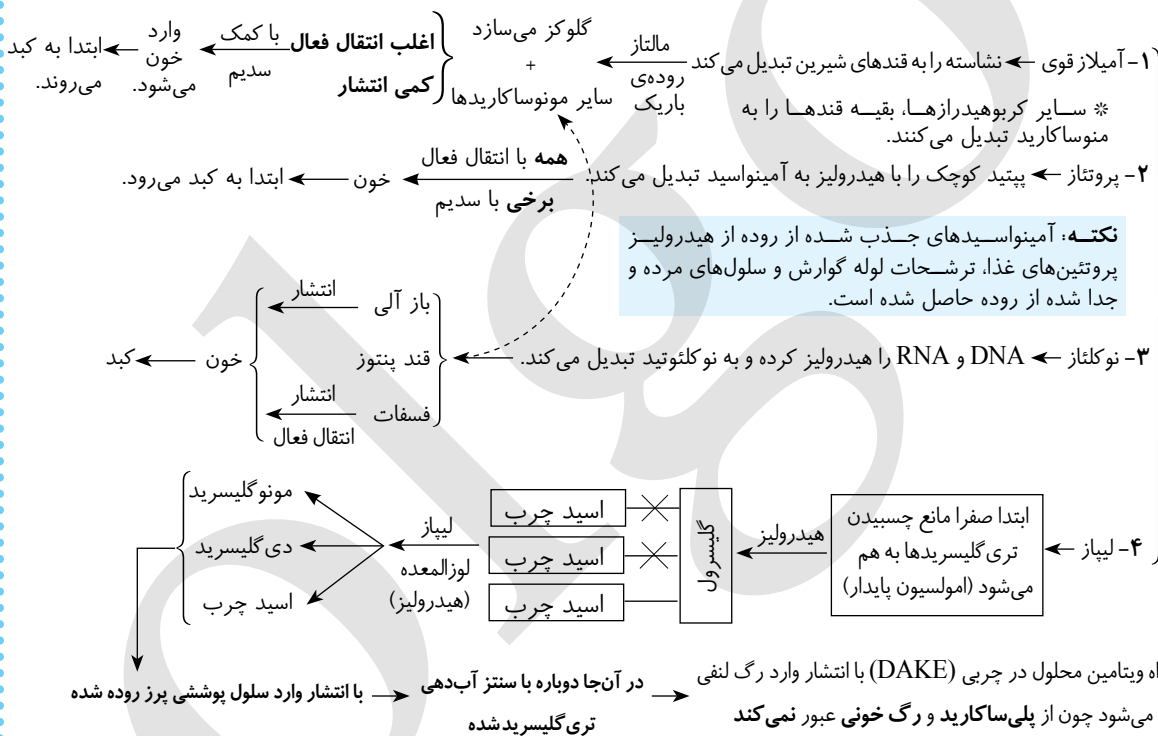 ۱- آمیلاز قوی ← نشاسته را به قندهای شیرین تبدیل می‌کند
مالتاز
روده‌ی
باریک
گلوکز می‌سازد
+
سایر مونوساکاریدها
اغلب انتقال فعال
کمی انتشار
با کمک
سدیم
وارد
خون
می‌شود.
ابتدا به کبد
می‌روند.
※ سایر کربوهیدرازها، بقیه قندها را به
منوساکارید تبدیل می‌کنند.
۲- پروتئاز ← پپتید کوچک را با هیدرولیز به آمینواسید تبدیل می‌کند.
همه با انتقال فعال
برخی با سدیم
خون
ابتدا به کبد می‌رود.
نکته: آمینواسیدهای جذب شده از روده از هیدرولیز
پروتئین‌های غذا، ترشحات لوله گوارش و سلول‌های مرده و
جدا شده از روده حاصل شده است.
۳- نوکلئاز ← DNA و RNA را هیدرولیز کرده و به نوکلئوتید تبدیل می‌کند.
باز آلی
قند پنتوز
فسفات
انتشار
انتشار
انتقال فعال
خون
کبد
۴- لیپاز ←
ابتدا صفرا مانع چسبیدن
تری‌گلیسریدها به هم
می‌شود (امولسیون پایدار)
هیدرولیز
گلیسرول
اسید چرب
اسید چرب
اسید چرب
لیپاز
لوزالمعده
(هیدرولیز)
مونوگلیسرید
دی‌گلیسرید
اسید چرب
با انتشار وارد سلول پوششی پرز روده شده
در آن‌جا دوباره با سنتز آب‌دهی
تری‌گلیسرید شده
ویتامین محلول در چربی (DAKE) با انتشار وارد رگ لنفی
می‌شود چون از پلی‌ساکارید و رگ خونی عبور نمی‌کند